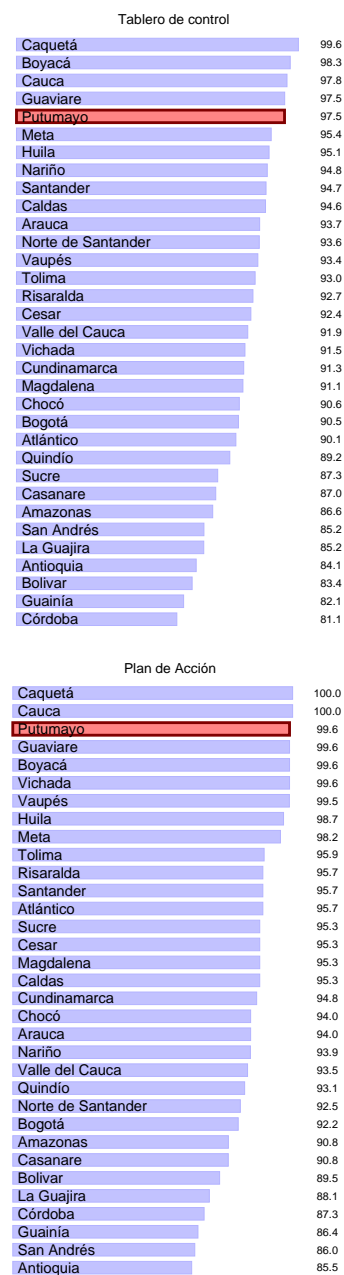 Tablero de control
Caquetá 99.6
Boyacá 98.3
Cauca 97.8
Guaviare 97.5
Putumayo 97.5
Meta 95.4
Huila 95.1
Nariño 94.8
Santander 94.7
Caldas 94.6
Arauca 93.7
Norte de Santander 93.6
Vaupés 93.4
Tolima 93.0
Risaralda 92.7
Cesar 92.4
Valle del Cauca 91.9
Vichada 91.5
Cundinamarca 91.3
Magdalena 91.1
Chocó 90.6
Bogotá 90.5
Atlántico 90.1
Quindío 89.2
Sucre 87.3
Casanare 87.0
Amazonas 86.6
San Andrés 85.2
La Guajira 85.2
Antioquia 84.1
Bolivar 83.4
Guainía 82.1
Córdoba 81.1
Plan de Acción
Caquetá 100.0
Cauca 100.0
Putumayo 99.6
Guaviare 99.6
Boyacá 99.6
Vichada 99.6
Vaupés 99.5
Huila 98.7
Meta 98.2
Tolima 95.9
Risaralda 95.7
Santander 95.7
Atlántico 95.7
Sucre 95.3
Cesar 95.3
Magdalena 95.3
Caldas 95.3
Cundinamarca 94.8
Chocó 94.0
Arauca 94.0
Nariño 93.9
Valle del Cauca 93.5
Quindío 93.1
Norte de Santander 92.5
Bogotá 92.2
Amazonas 90.8
Casanare 90.8
Bolivar 89.5
La Guajira 88.1
Córdoba 87.3
Guainía 86.4
San Andrés 86.0
Antioquia 85.5